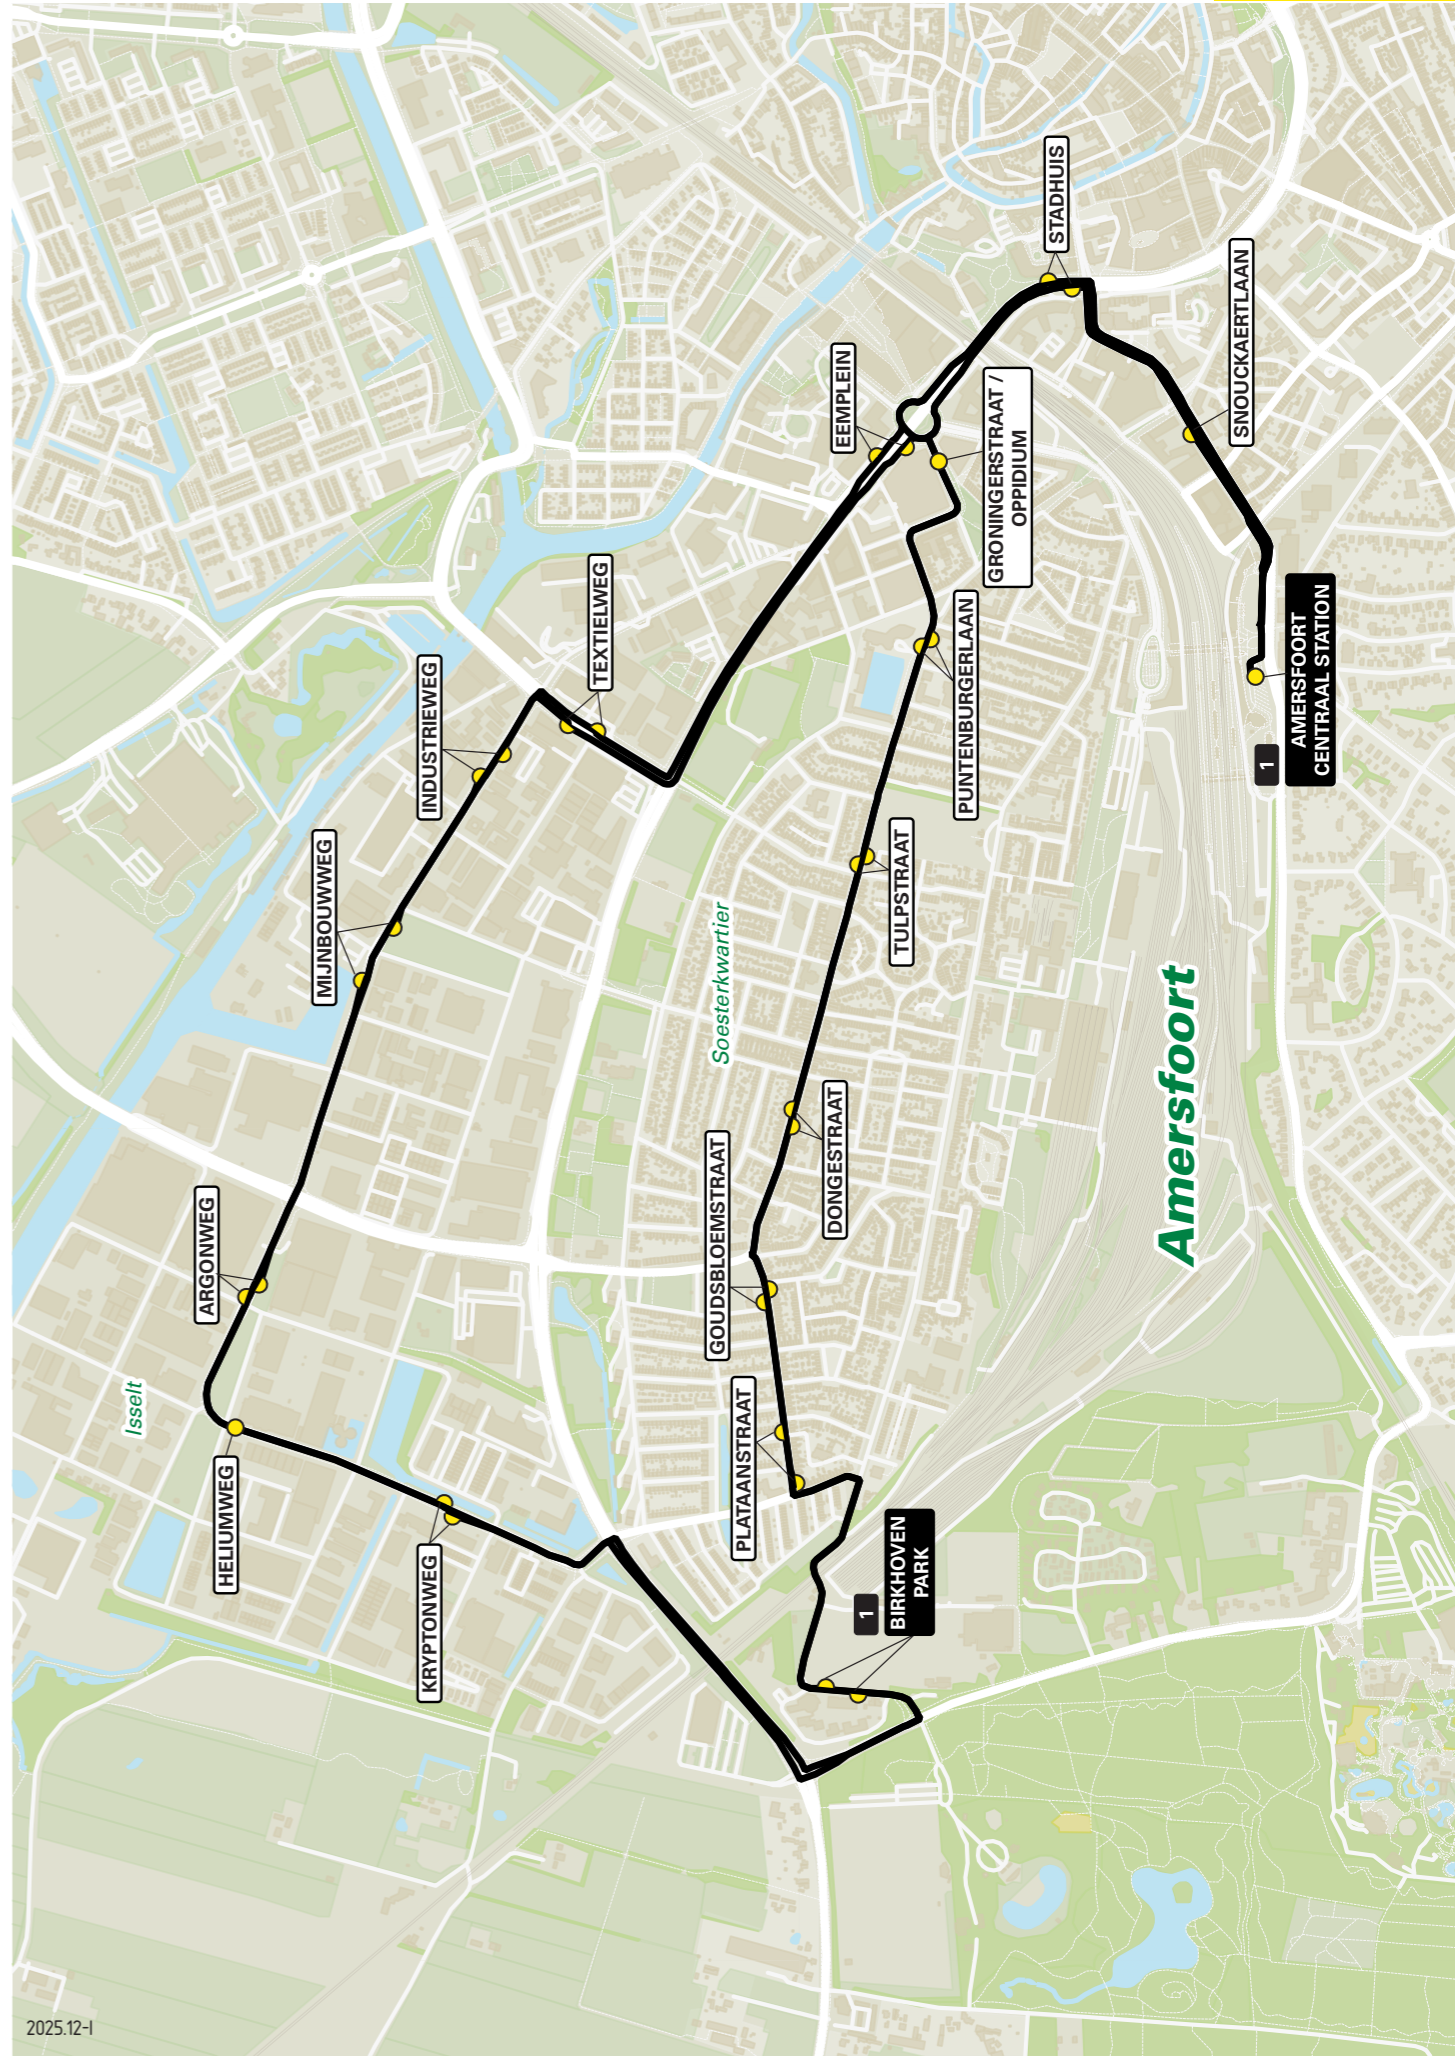 STADHUIS
SNOUCKAERTLAAN
EEMPLEIN
GRONINGERSTRAAT /
OPPIDIUM
TEXTIELWEG
PUNTENBURGERLAAN
AMERSFOORT
CENTRAAL STATION
1
INDUSTRIEWEG
MIJNBOUWWEG
TULPSTRAAT
Soesterkwartier
Amersfoort
DONGESTRAAT
GOUDSBLOEMSTRAAT
ARGONWEG
Isselt
PLATAANSTRAAT
HELIUMWEG
KRYPTONWEG
1
BIRKHOVEN
PARK
2025.12-I